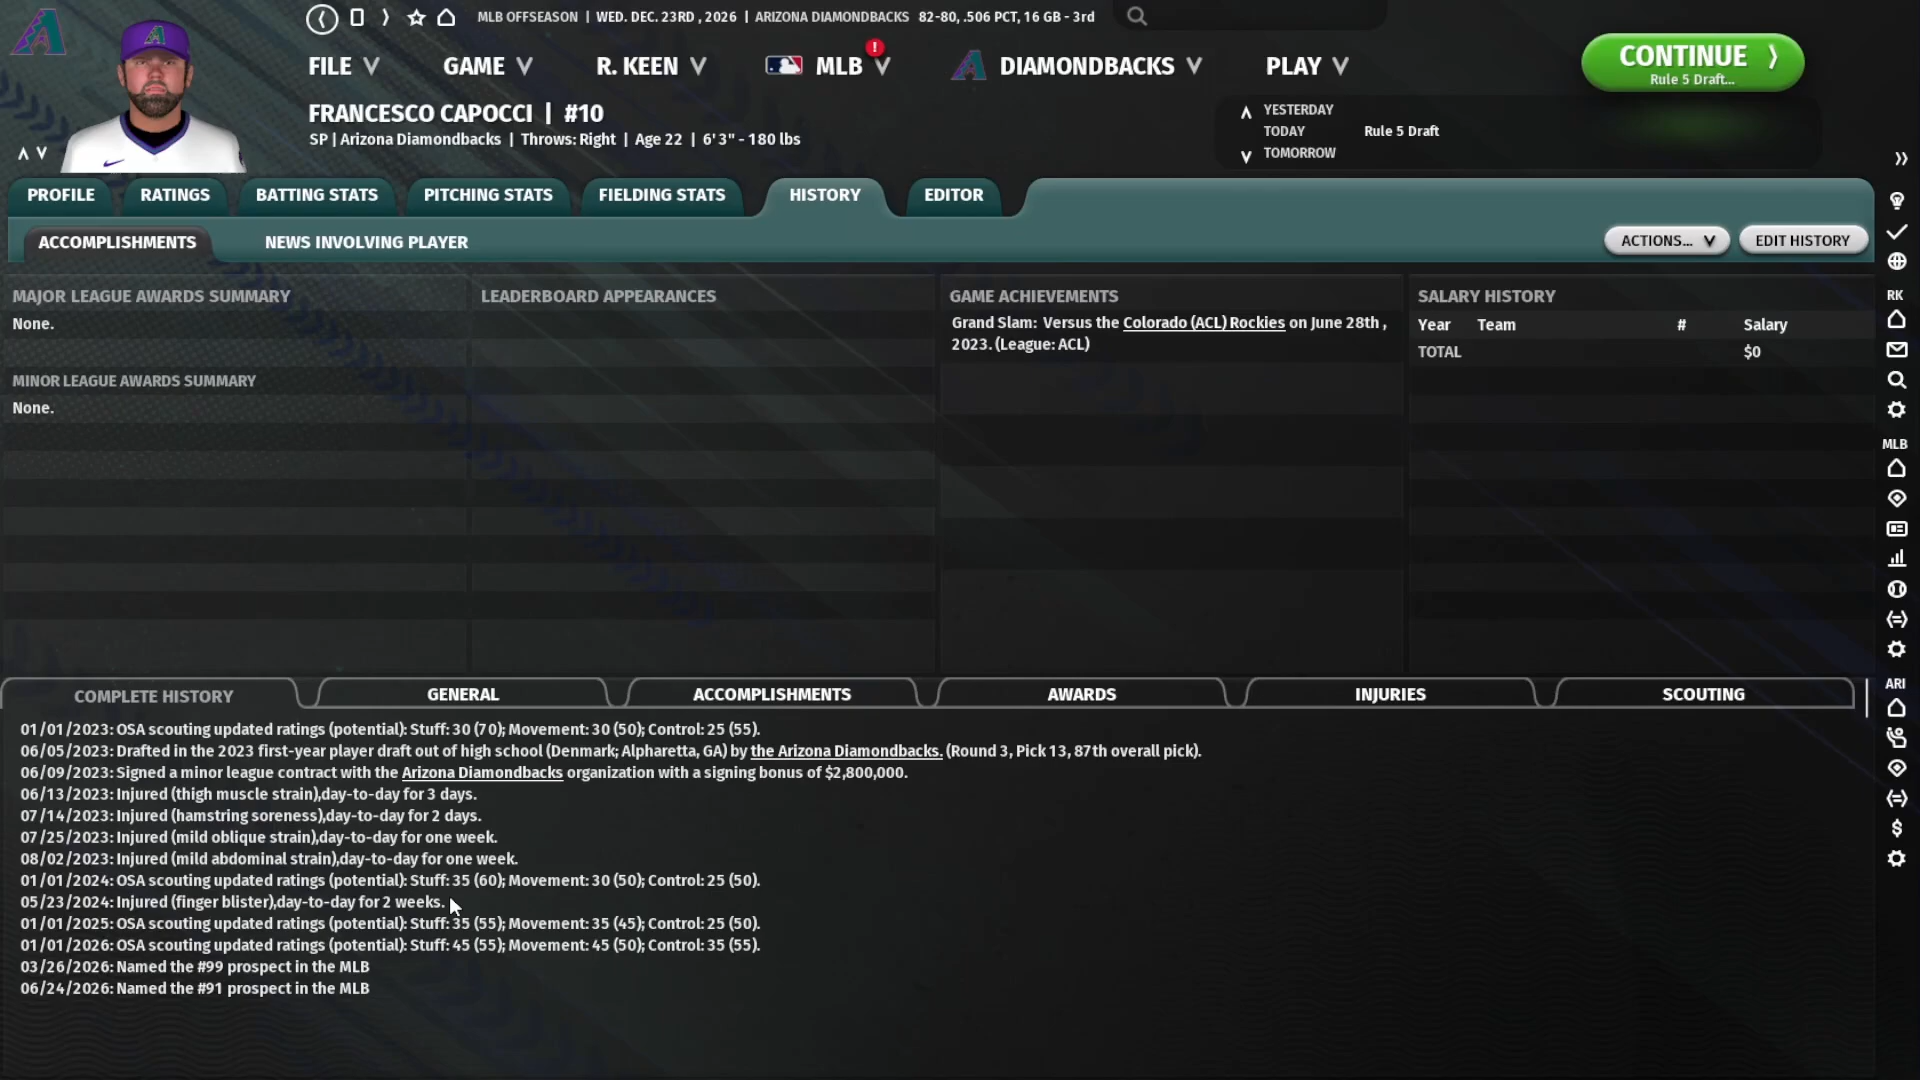 MLB OFFSEASON | WED. DEC. 23RD , 2026 | ARIZONA DIAMONDBACKS 82-80, .506 PCT, 16 GB - 3rd
FILE GAME R. KEEN MLB ! DIAMONDBACKS PLAY
CONTINUE
Rule 5 Draft...
FRANCESCO CAPOCCI | #10
SP | Arizona Diamondbacks | Throws: Right | Age 22 | 6' 3" - 180 lbs
YESTERDAY
TODAY Rule 5 Draft
TOMORROW
PROFILE RATINGS BATTING STATS PITCHING STATS FIELDING STATS HISTORY EDITOR
ACCOMPLISHMENTS NEWS INVOLVING PLAYER ACTIONS... EDIT HISTORY
MAJOR LEAGUE AWARDS SUMMARY
None.
MINOR LEAGUE AWARDS SUMMARY
None.
LEADERBOARD APPEARANCES
GAME ACHIEVEMENTS
Grand Slam: Versus the Colorado (ACL) Rockies on June 28th ,
2023. (League: ACL)
SALARY HISTORY
Year Team # Salary
TOTAL $0
COMPLETE HISTORY GENERAL ACCOMPLISHMENTS AWARDS INJURIES SCOUTING
01/01/2023: OSA scouting updated ratings (potential): Stuff: 30 (70); Movement: 30 (50); Control: 25 (55).
06/05/2023: Drafted in the 2023 first-year player draft out of high school (Denmark; Alpharetta, GA) by the Arizona Diamondbacks. (Round 3, Pick 13, 87th overall pick).
06/09/2023: Signed a minor league contract with the Arizona Diamondbacks organization with a signing bonus of $2,800,000.
06/13/2023: Injured (thigh muscle strain),day-to-day for 3 days.
07/14/2023: Injured (hamstring soreness),day-to-day for 2 days.
07/25/2023: Injured (mild oblique strain),day-to-day for one week.
08/02/2023: Injured (mild abdominal strain),day-to-day for one week.
01/01/2024: OSA scouting updated ratings (potential): Stuff: 35 (60); Movement: 30 (50); Control: 25 (50).
05/23/2024: Injured (finger blister),day-to-day for 2 weeks.
01/01/2025: OSA scouting updated ratings (potential): Stuff: 35 (55); Movement: 35 (45); Control: 25 (50).
01/01/2026: OSA scouting updated ratings (potential): Stuff: 45 (55); Movement: 45 (50); Control: 35 (55).
03/26/2026: Named the #99 prospect in the MLB
06/24/2026: Named the #91 prospect in the MLB
RK
MLB
ARI
$